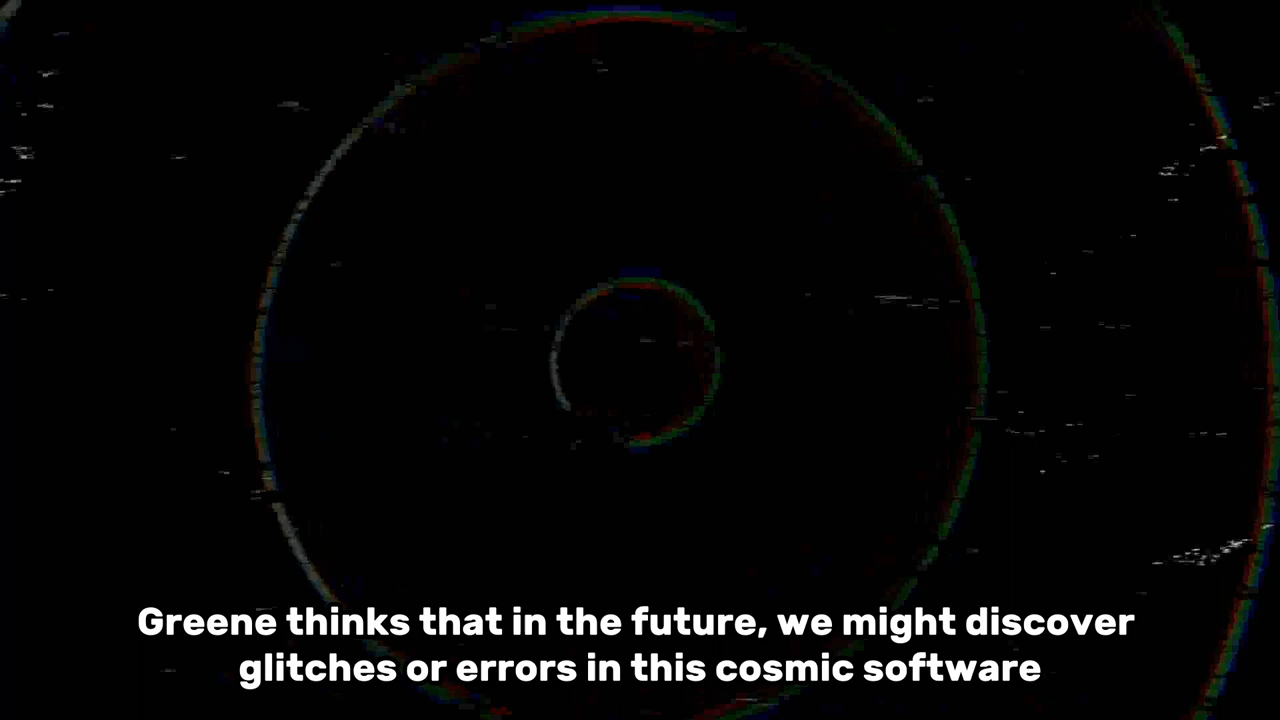 Greene thinks that in the future, we might discover
glitches or errors in this cosmic software